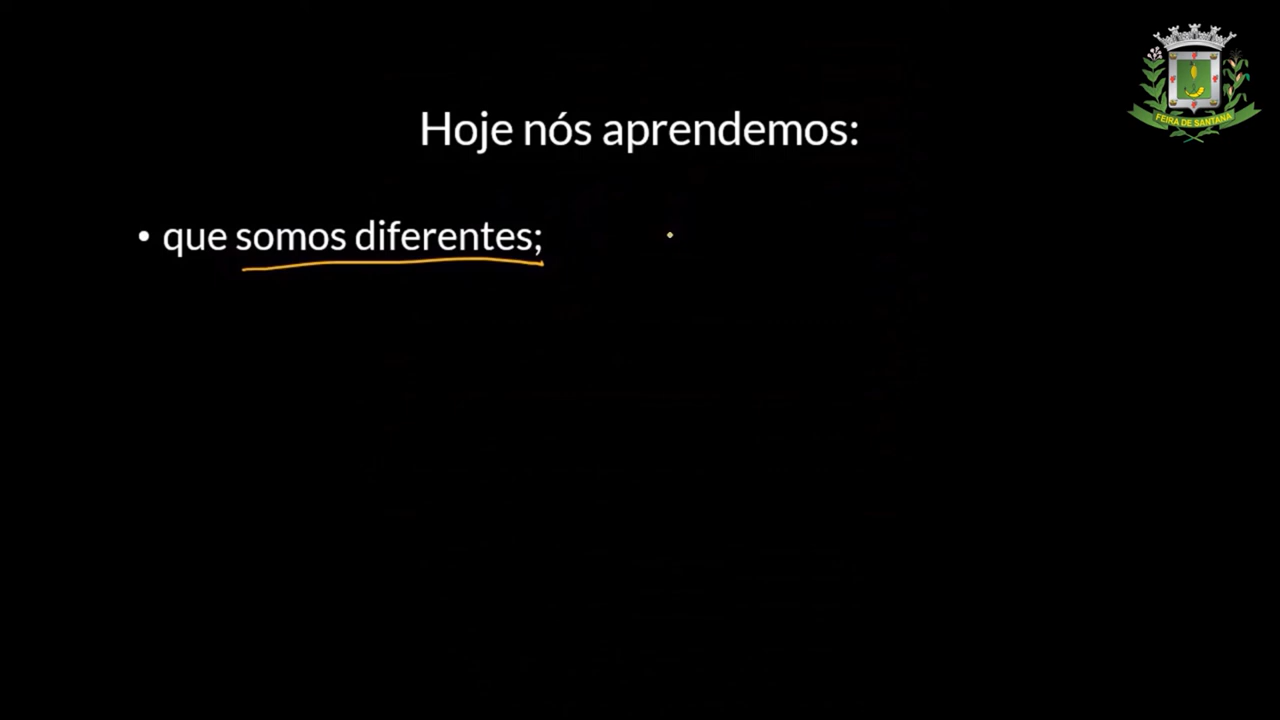 Hoje nós aprendemos:
• que somos diferentes;
FEIRA DE SANTANA